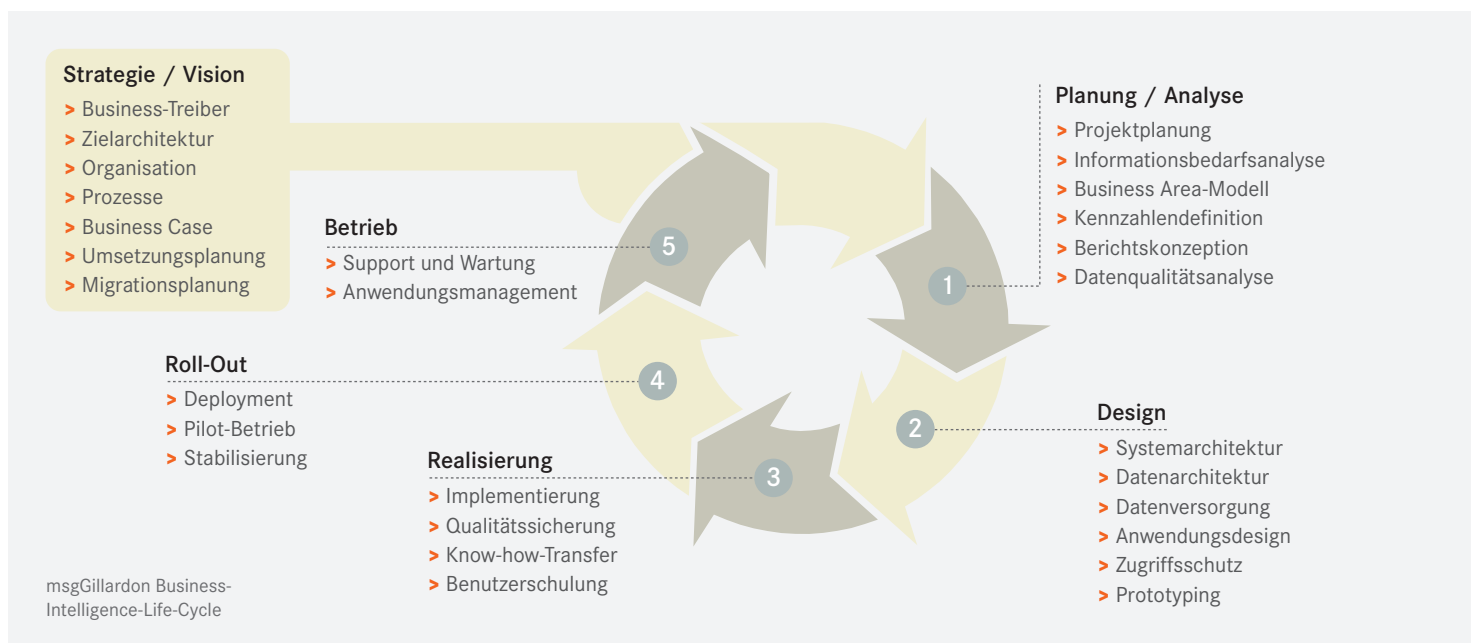 Strategie / Vision
> Business-Treiber
> Zielarchitektur
> Organisation
> Prozesse
> Business Case
> Umsetzungsplanung
> Migrationsplanung
Planung / Analyse
> Projektplanung
> Informationsbedarfsanalyse
> Business Area-Modell
> Kennzahlendefinition
> Berichtskonzeption
> Datenqualitätsanalyse
1
Design
> Systemarchitektur
> Datenarchitektur
> Datenversorgung
> Anwendungsdesign
> Zugriffsschutz
> Prototyping
2
Realisierung
> Implementierung
> Qualitätssicherung
> Know-how-Transfer
> Benutzerschulung
3
Roll-Out
> Deployment
> Pilot-Betrieb
> Stabilisierung
4
Betrieb
> Support und Wartung
> Anwendungsmanagement
5
msgGillardon Business-
Intelligence-Life-Cycle